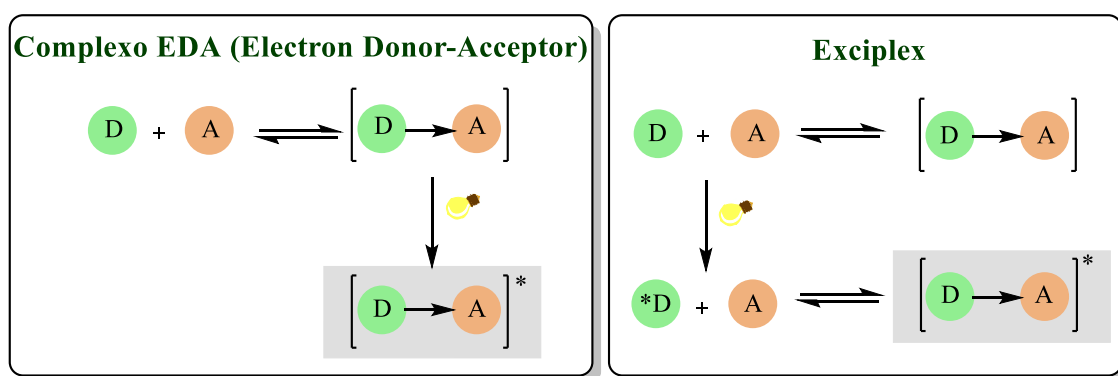 Complexo EDA (Electron Donor-Acceptor)
D + A [ D A ]
[ D A ]*
Exciplex
D + A [ D A ]
*D + A [ D A ]*